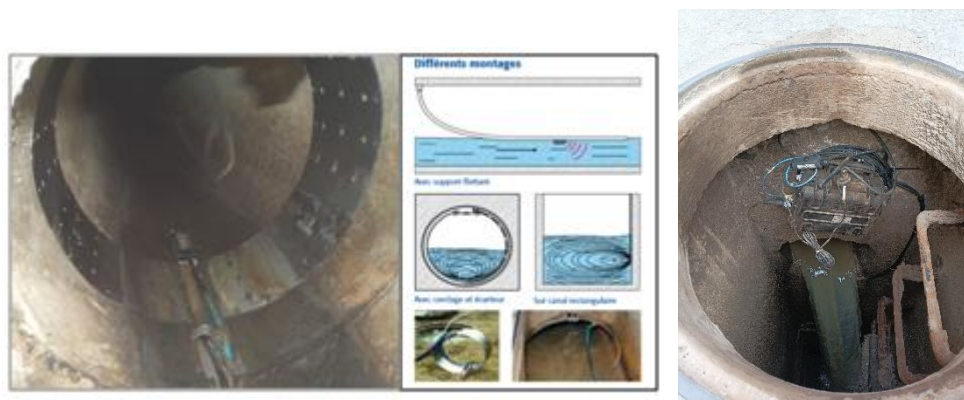 Différents montages
Avec support flottant
Avec cerclage et écarteur
Sur canal rectangulaire